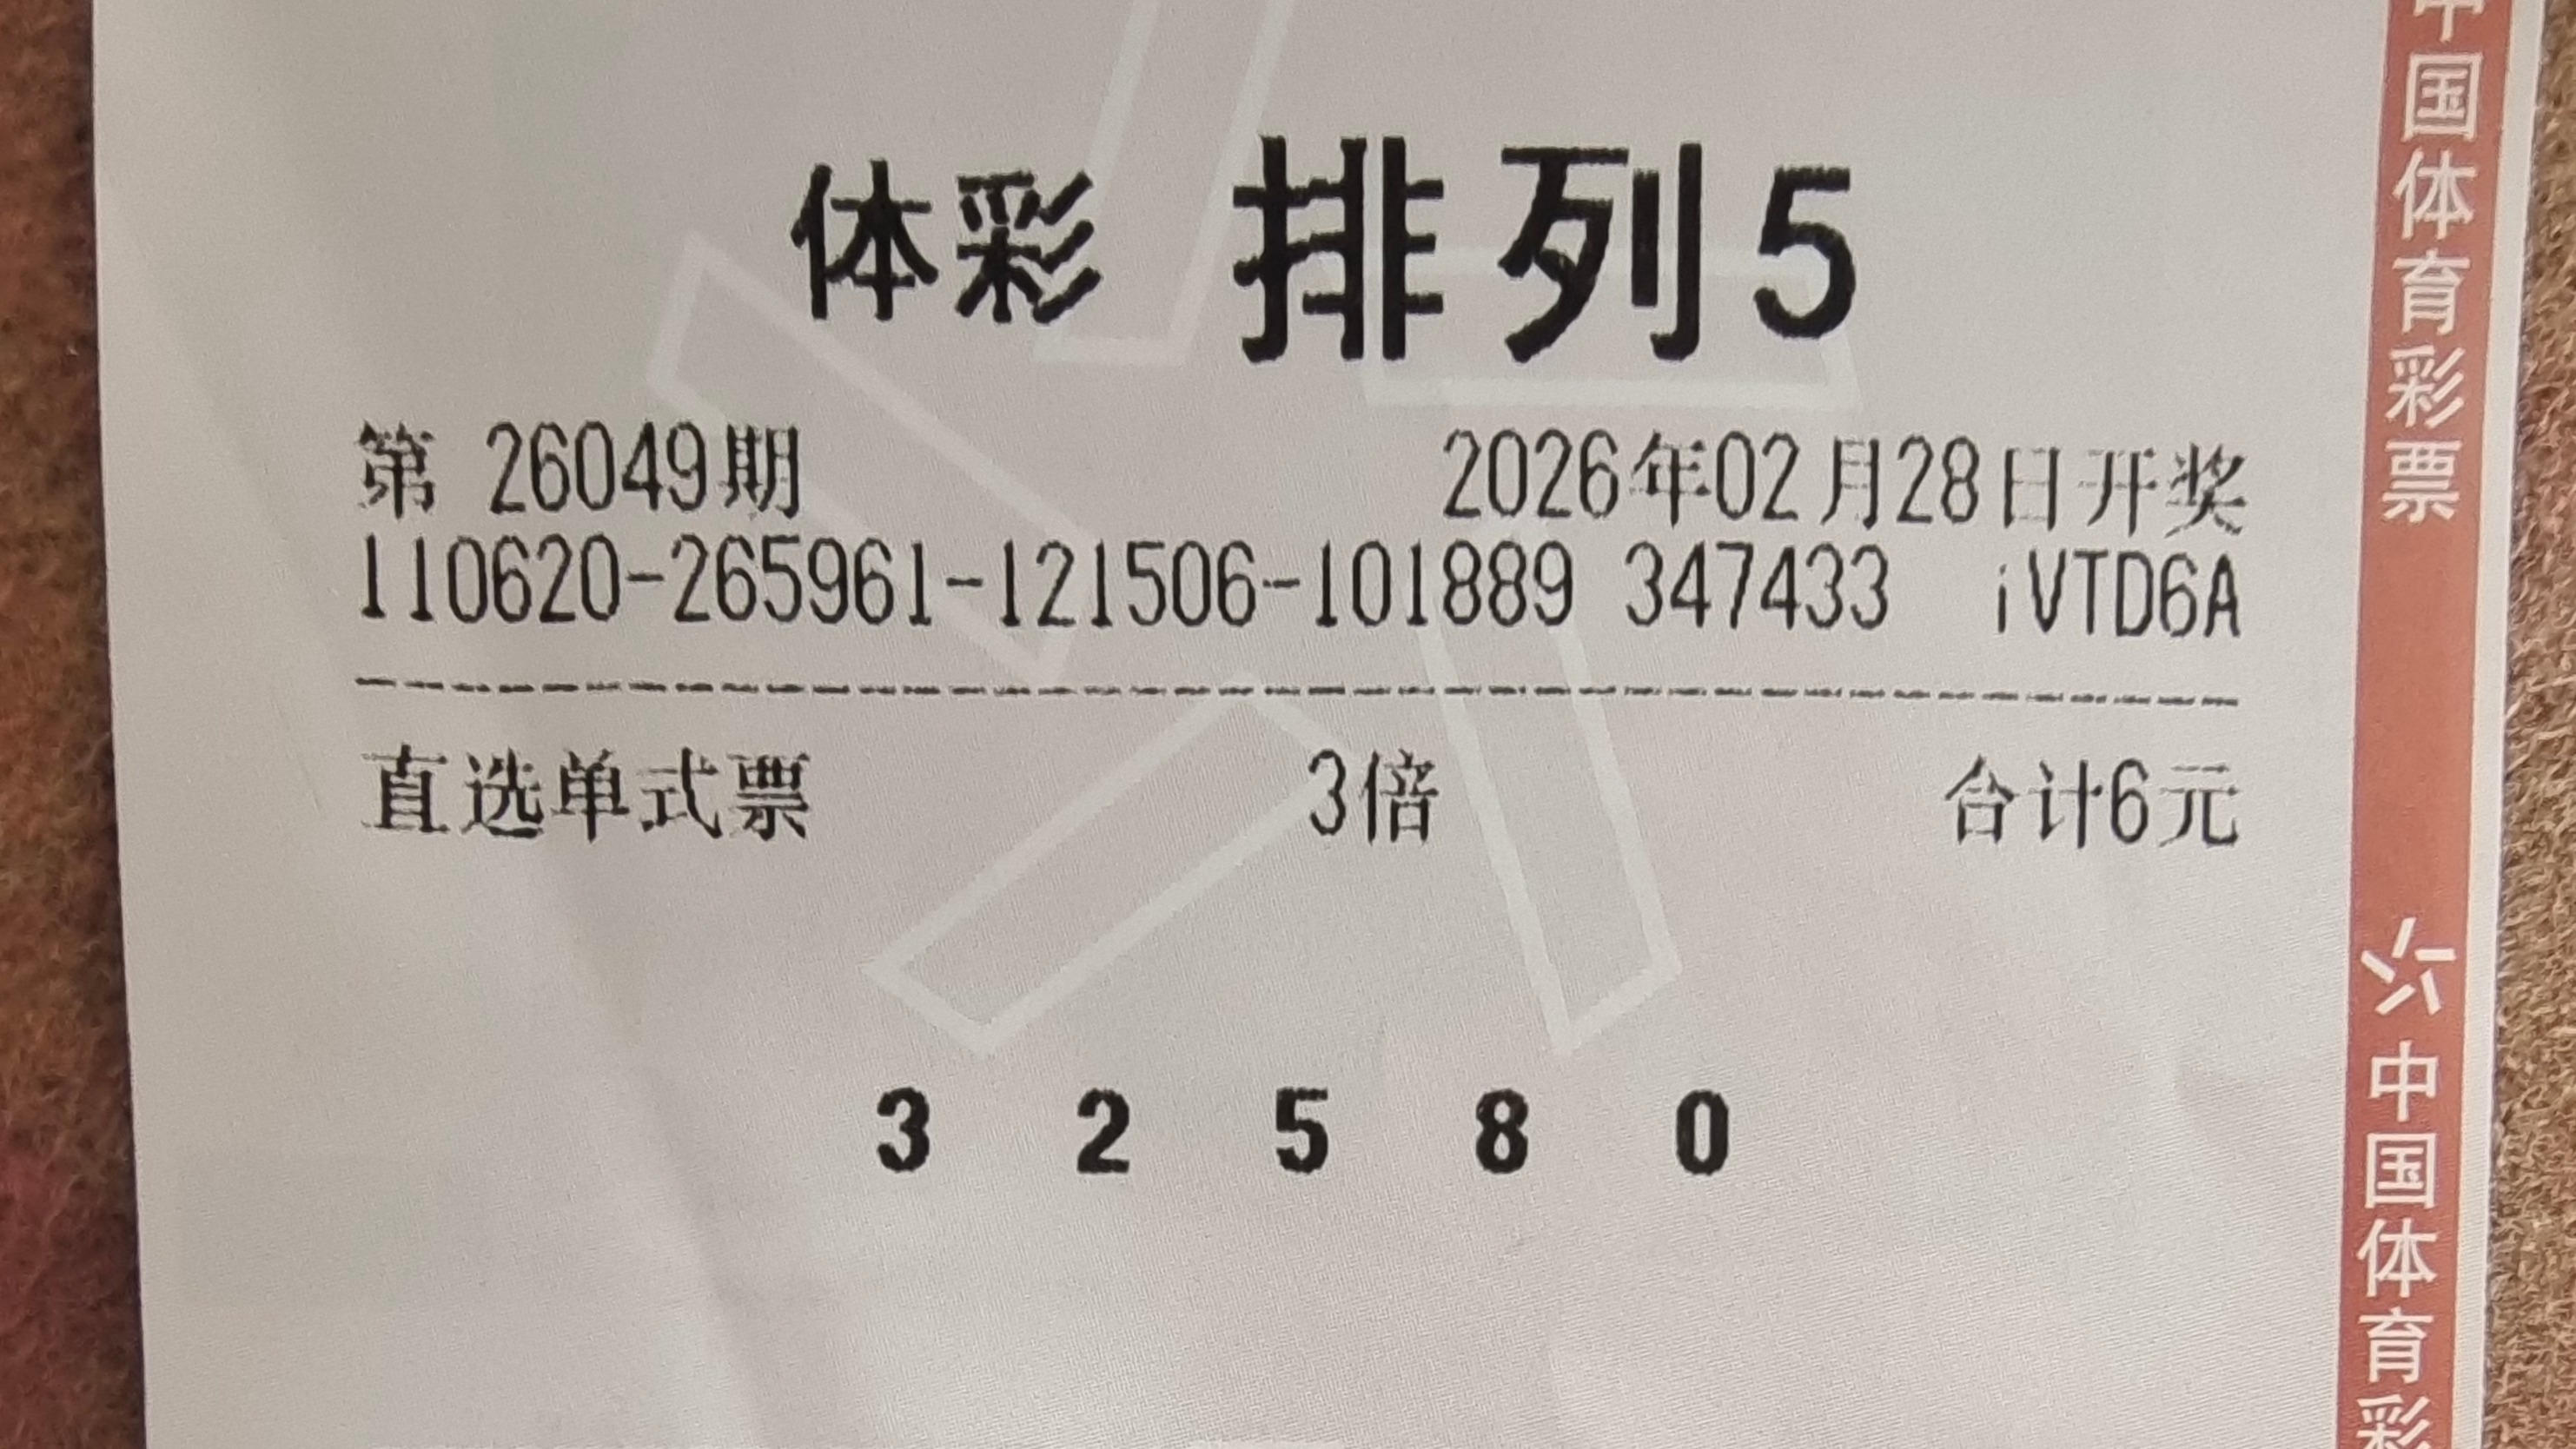 体彩 排列5
第 26049期 2026年02月28日开奖
110620-265961-121506-101889 347433 iVTD6A
直选单式票 3倍 合计6元
3 2 5 8 0
中国体育彩票
中国体育彩